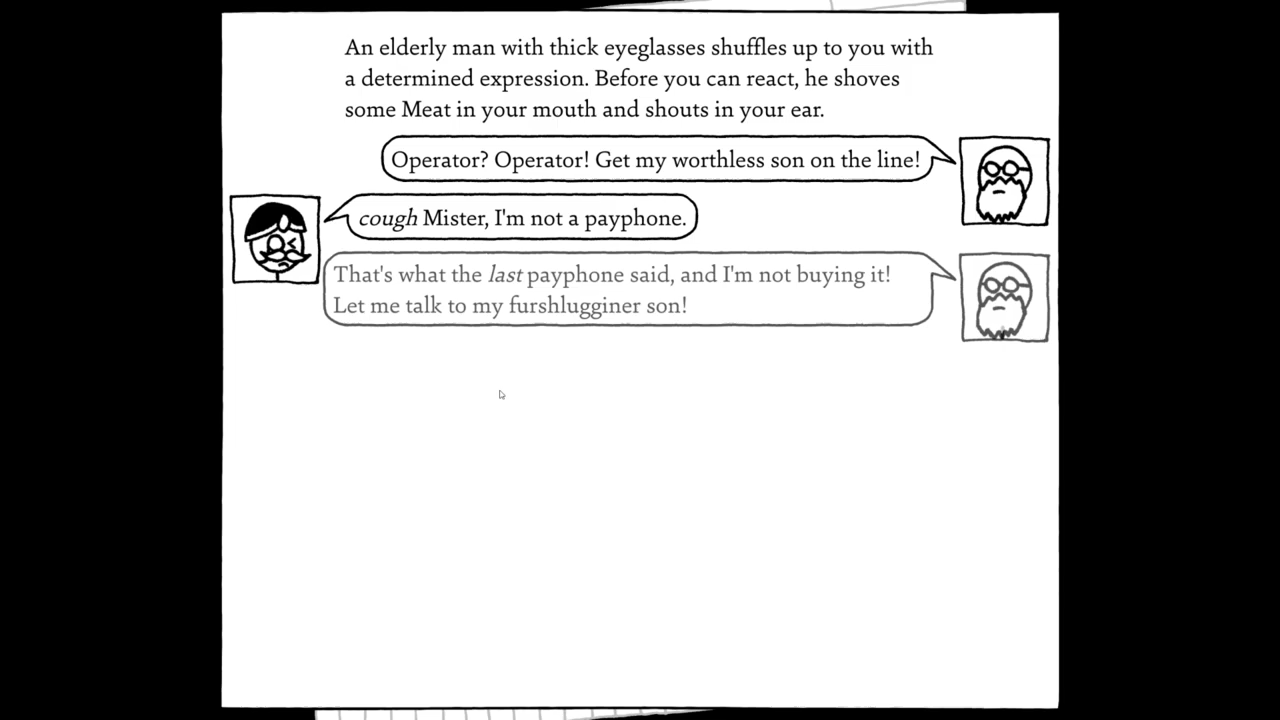 An elderly man with thick eyeglasses shuffles up to you with
a determined expression. Before you can react, he shoves
some Meat in your mouth and shouts in your ear.
Operator? Operator! Get my worthless son on the line!
cough Mister, I'm not a payphone.
That's what the last payphone said, and I'm not buying it!
Let me talk to my furshlugginer son!